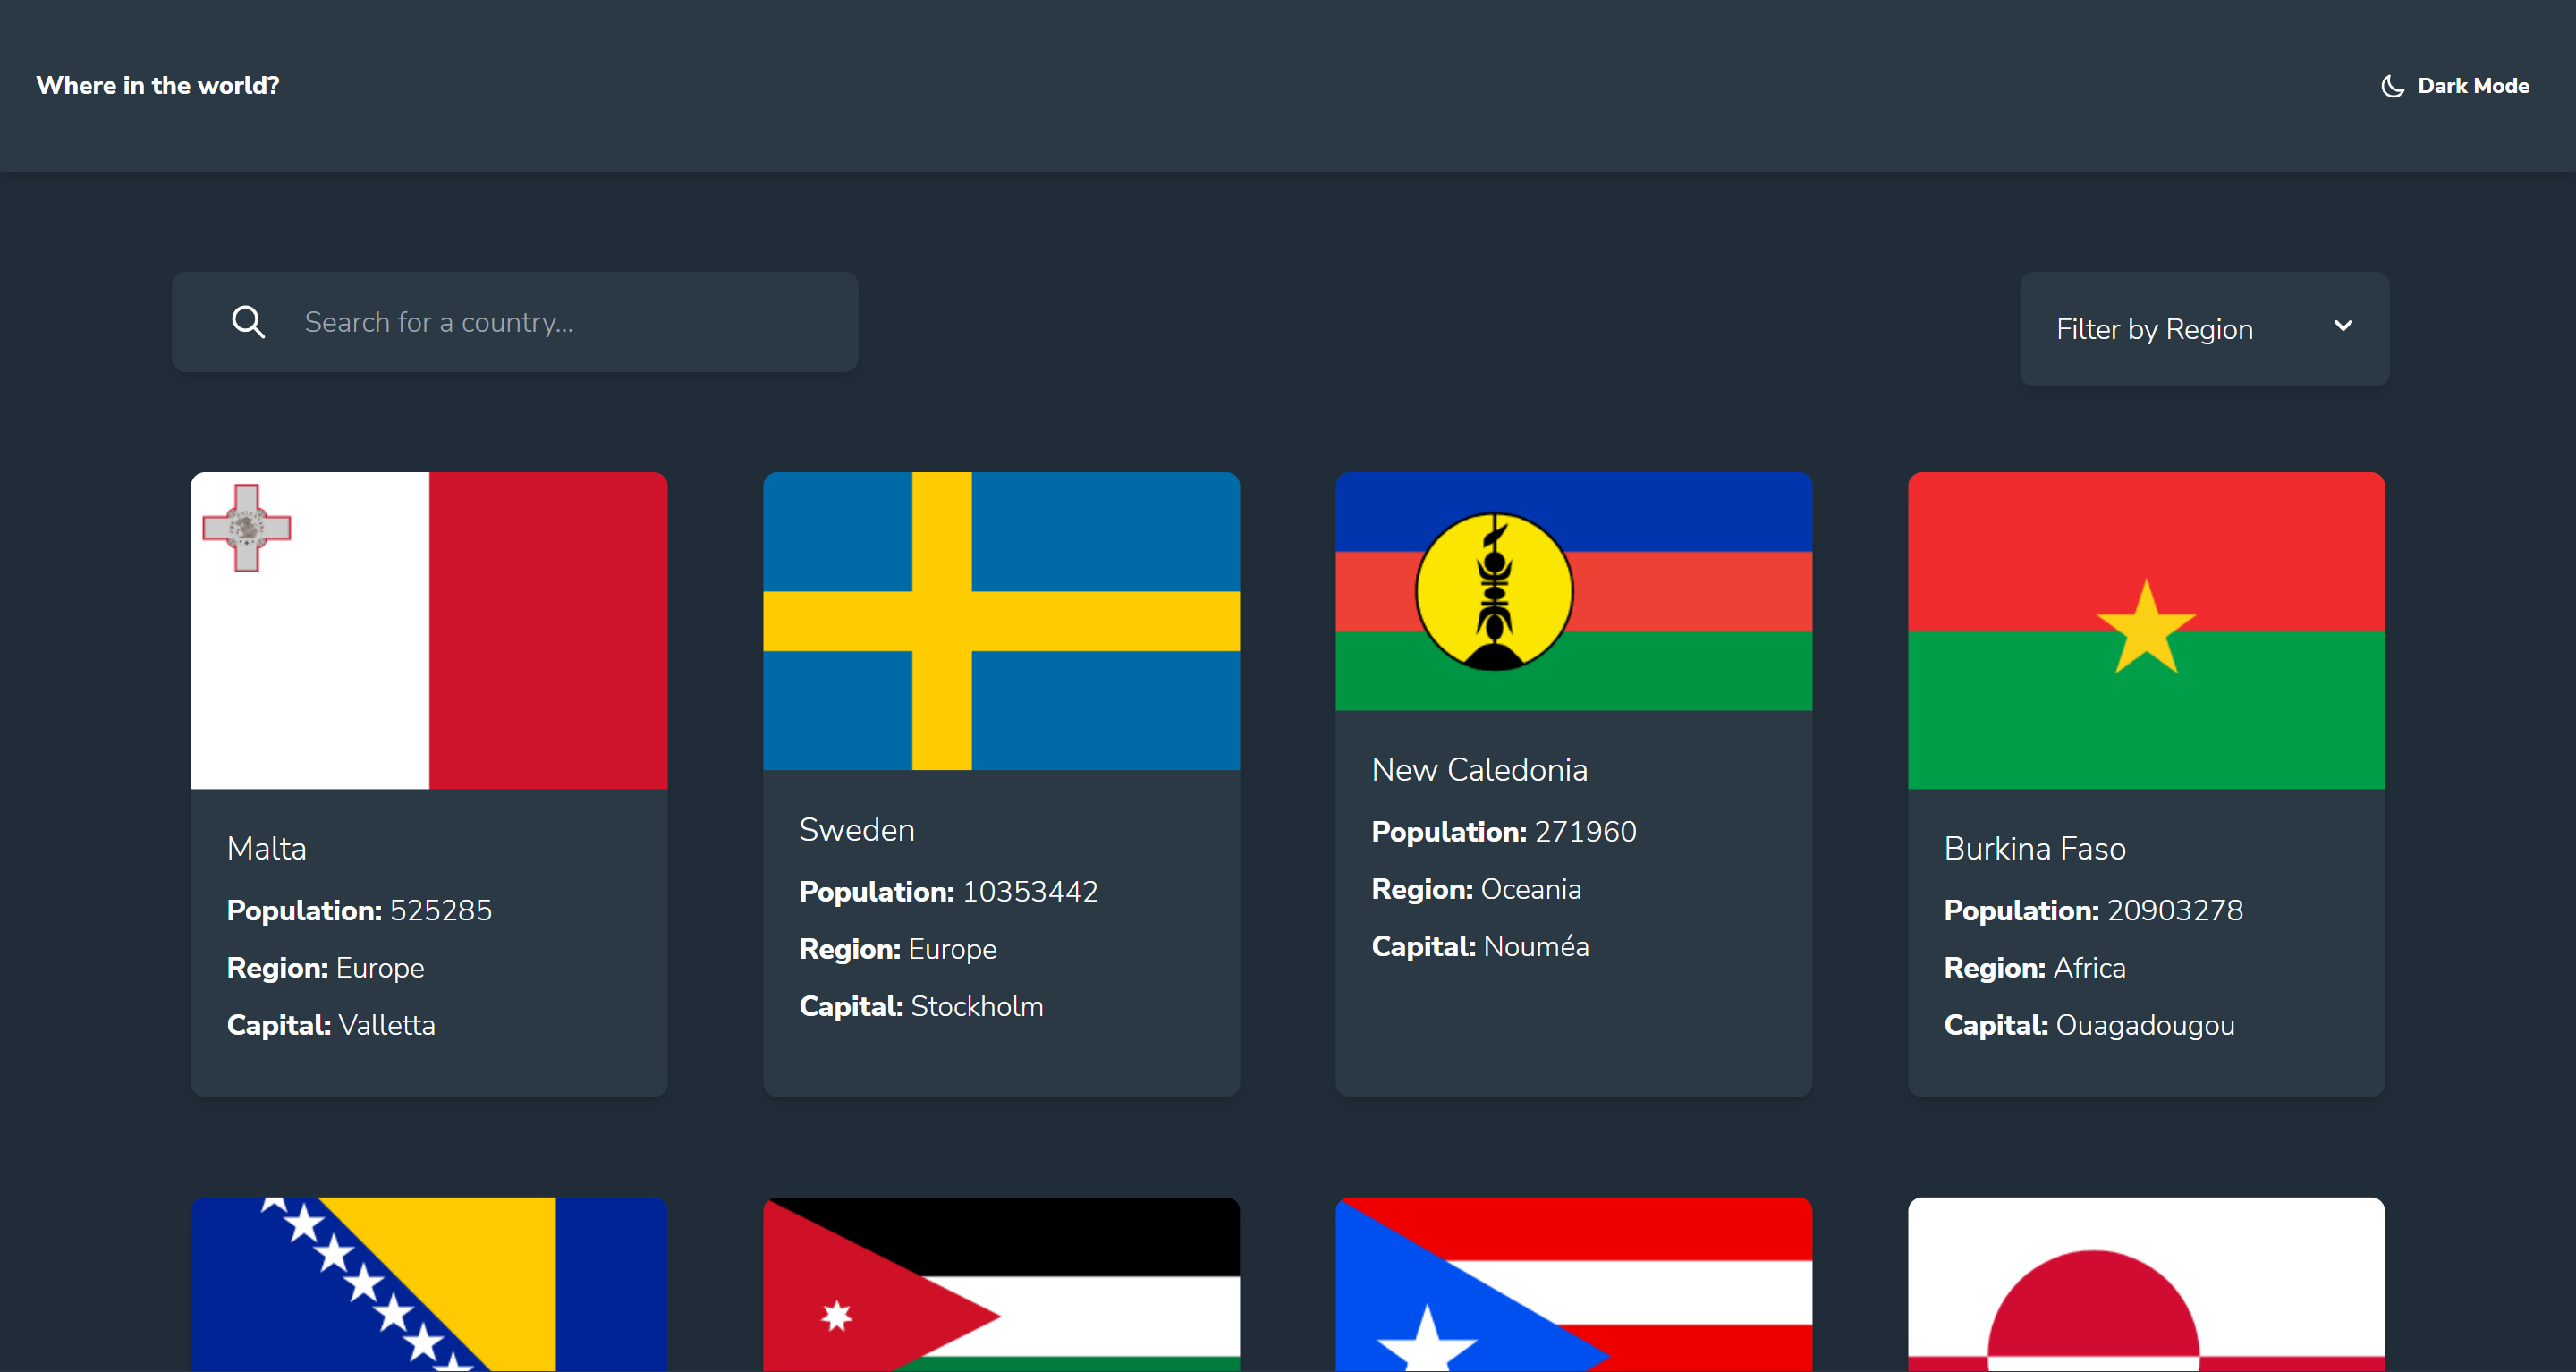 Where in the world?
Dark Mode
Search for a country...
Filter by Region
Malta
Population: 525285
Region: Europe
Capital: Valletta
Sweden
Population: 10353442
Region: Europe
Capital: Stockholm
New Caledonia
Population: 271960
Region: Oceania
Capital: Nouméa
Burkina Faso
Population: 20903278
Region: Africa
Capital: Ouagadougou